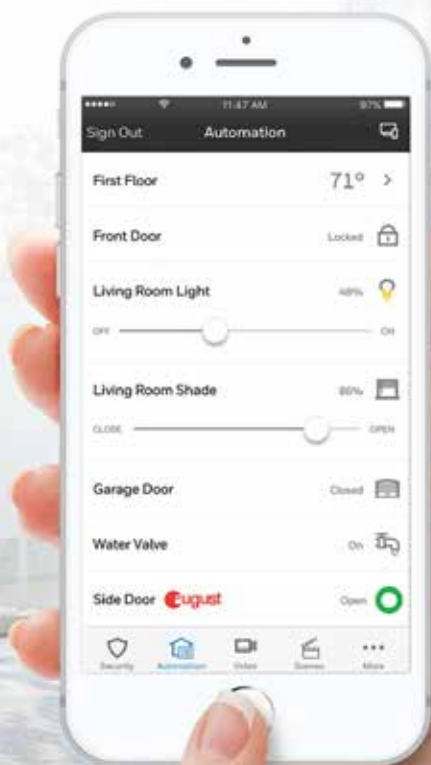 11:47 AM 97%
Sign Out Automation
First Floor 71° >
Front Door Locked
Living Room Light 48%
OFF ON
Living Room Shade 86%
CLOSE OPEN
Garage Door Closed
Water Valve On
Side Door August Open
Security Automation Video Scenes More